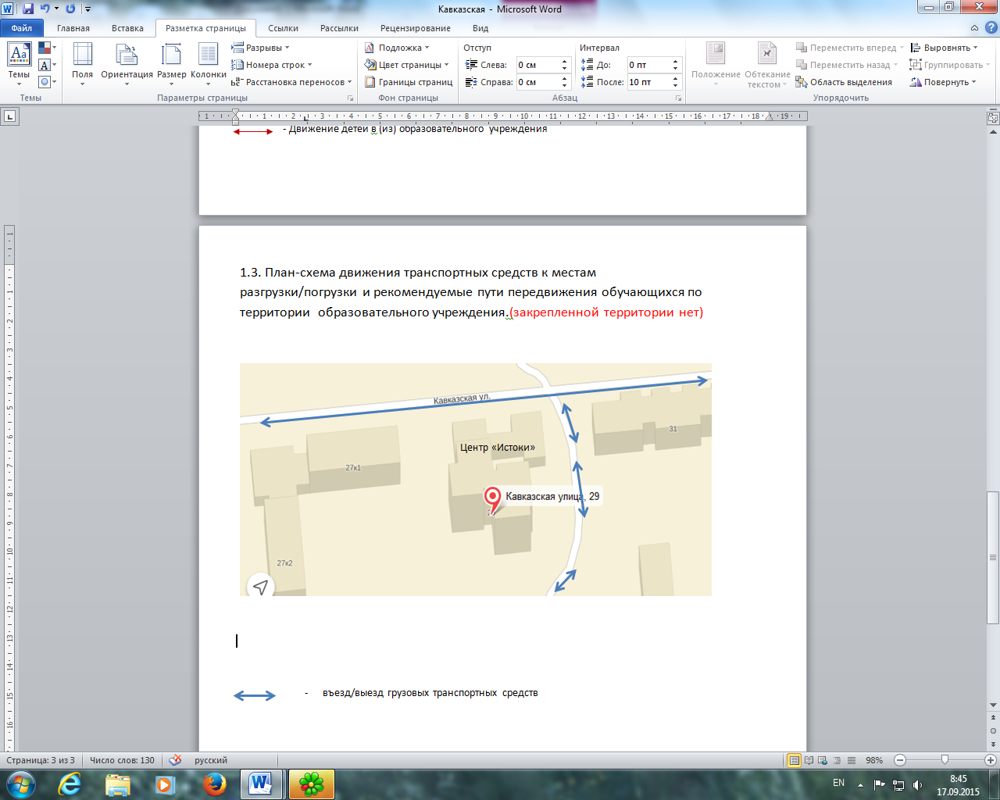 Кавказская - Microsoft Word
Файл Главная Вставка Разметка страницы Ссылки Рассылки Рецензирование Вид
Темы
Поля Ориентация Размер Колонки
Разрывы
Номера строк
Расстановка переносов
Подложка
Цвет страницы
Границы страниц
Отступ
Слева: 0 см
Справа: 0 см
Интервал
До: 0 пт
После: 10 пт
Положение Обтекание текстом
Переместить вперед
Переместить назад
Область выделения
Выровнять
Группировать
Повернуть
Темы Параметры страницы Фон страницы Абзац Упорядочить
- Движение детей в (из) образовательного учреждения
1.3. План-схема движения транспортных средств к местам
разгрузки/погрузки и рекомендуемые пути передвижения обучающихся по
территории образовательного учреждения.(закрепленной территории нет)
Кавказская ул.
31
Центр «Истоки»
27к1
Кавказская улица, 29
27к2
- въезд/выезд грузовых транспортных средств
Страница: 3 из 3 Число слов: 130 русский 98%
EN 8:45
17.09.2015